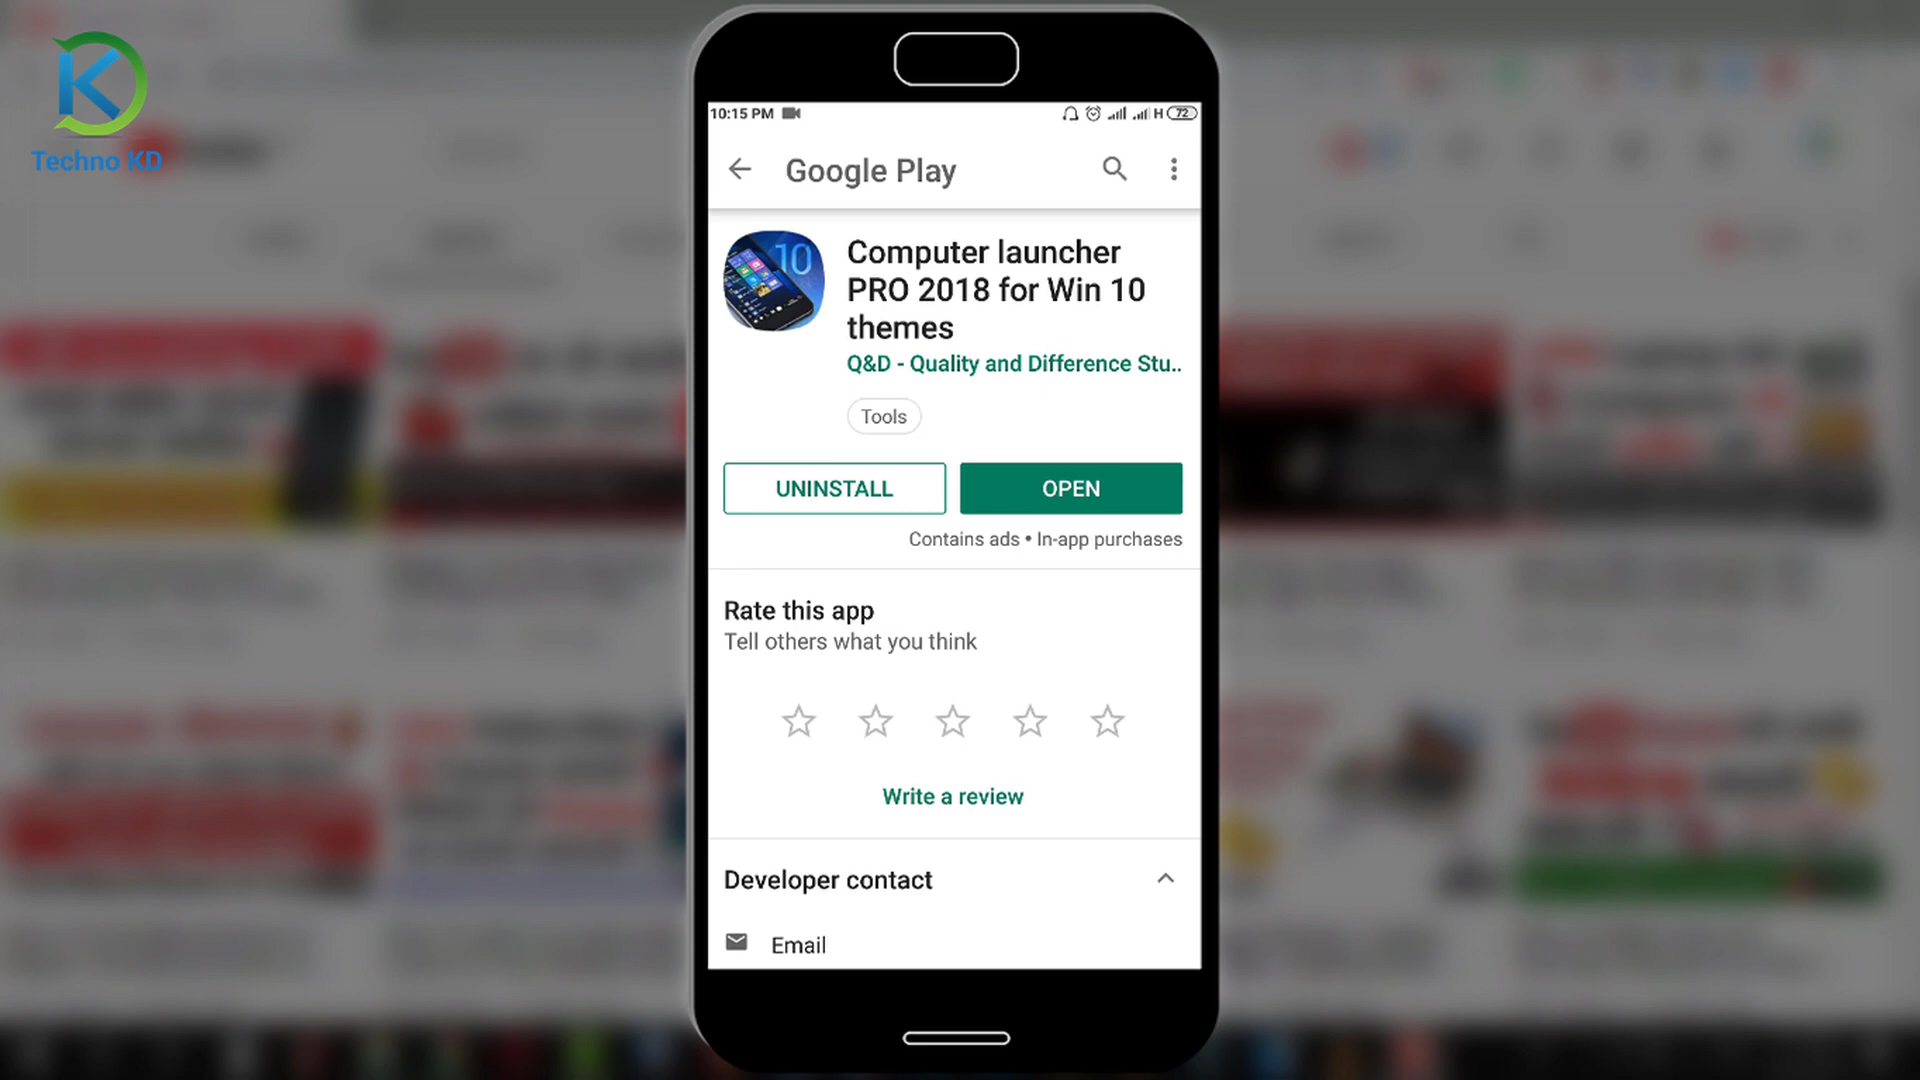 Techno KD
10:15 PM
H 72
Google Play
10
Computer launcher
PRO 2018 for Win 10
themes
Q&D - Quality and Difference Stu..
Tools
UNINSTALL
OPEN
Contains ads • In-app purchases
Rate this app
Tell others what you think
Write a review
Developer contact
Email